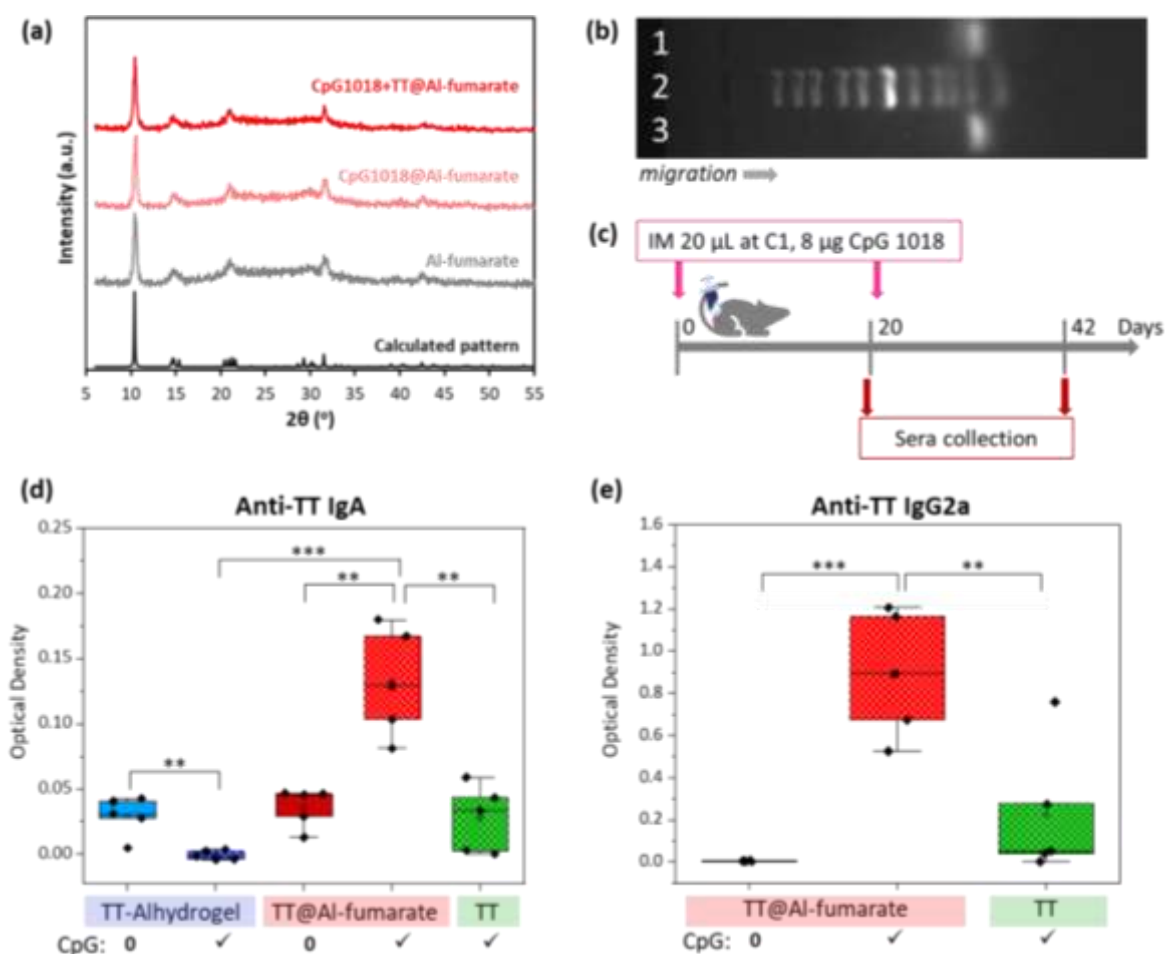 (a)
CpG1018+TT@Al-fumarate
CpG1018@Al-fumarate
Al-fumarate
Calculated pattern
Intensity (a.u.)
5 10 15 20 25 30 35 40 45 50 55
2θ (°)
(b)
1
2
3
migration
(c)
IM 20 µL at C1, 8 µg CpG 1018
0 20 42 Days
Sera collection
(d)
Anti-TT IgA
0.25
0.20
0.15
0.10
0.05
0.00
Optical Density
***
** **
**
TT-Alhydrogel TT@Al-fumarate TT
CpG: 0 ✓ 0 ✓ ✓
(e)
Anti-TT IgG2a
1.6
1.4
1.2
1.0
0.8
0.6
0.4
0.2
0.0
Optical Density
*** **
TT@Al-fumarate TT
CpG: 0 ✓ ✓